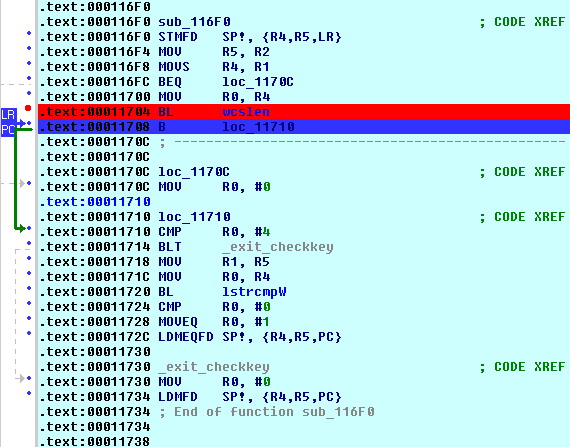 .text:000116F0
.text:000116F0 sub_116F0 ; CODE XREF
.text:000116F0 STMFD SP!, {R4,R5,LR}
.text:000116F4 MOV R5, R2
.text:000116F8 MOVS R4, R1
.text:000116FC BEQ loc_1170C
.text:00011700 MOV R0, R4
LR .text:00011704 BL wcslen
PC .text:00011708 B loc_11710
.text:0001170C ; ---------------------------------------------------
.text:0001170C
.text:0001170C loc_1170C ; CODE XREF
.text:0001170C MOV R0, #0
.text:00011710
.text:00011710 loc_11710 ; CODE XREF
.text:00011710 CMP R0, #4
.text:00011714 BLT _exit_checkkey
.text:00011718 MOV R1, R5
.text:0001171C MOV R0, R4
.text:00011720 BL lstrcmpW
.text:00011724 CMP R0, #0
.text:00011728 MOVEQ R0, #1
.text:0001172C LDMEQFD SP!, {R4,R5,PC}
.text:00011730
.text:00011730 _exit_checkkey ; CODE XREF
.text:00011730 MOV R0, #0
.text:00011734 LDMFD SP!, {R4,R5,PC}
.text:00011734 ; End of function sub_116F0
.text:00011734
.text:00011738